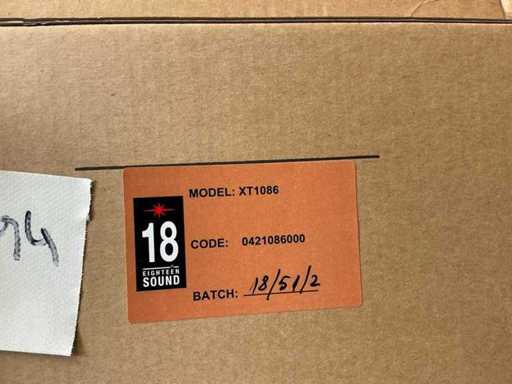 MODEL: XT1086
18
EIGHTEEN
SOUND
CODE: 0421086000
BATCH: 18/51/2